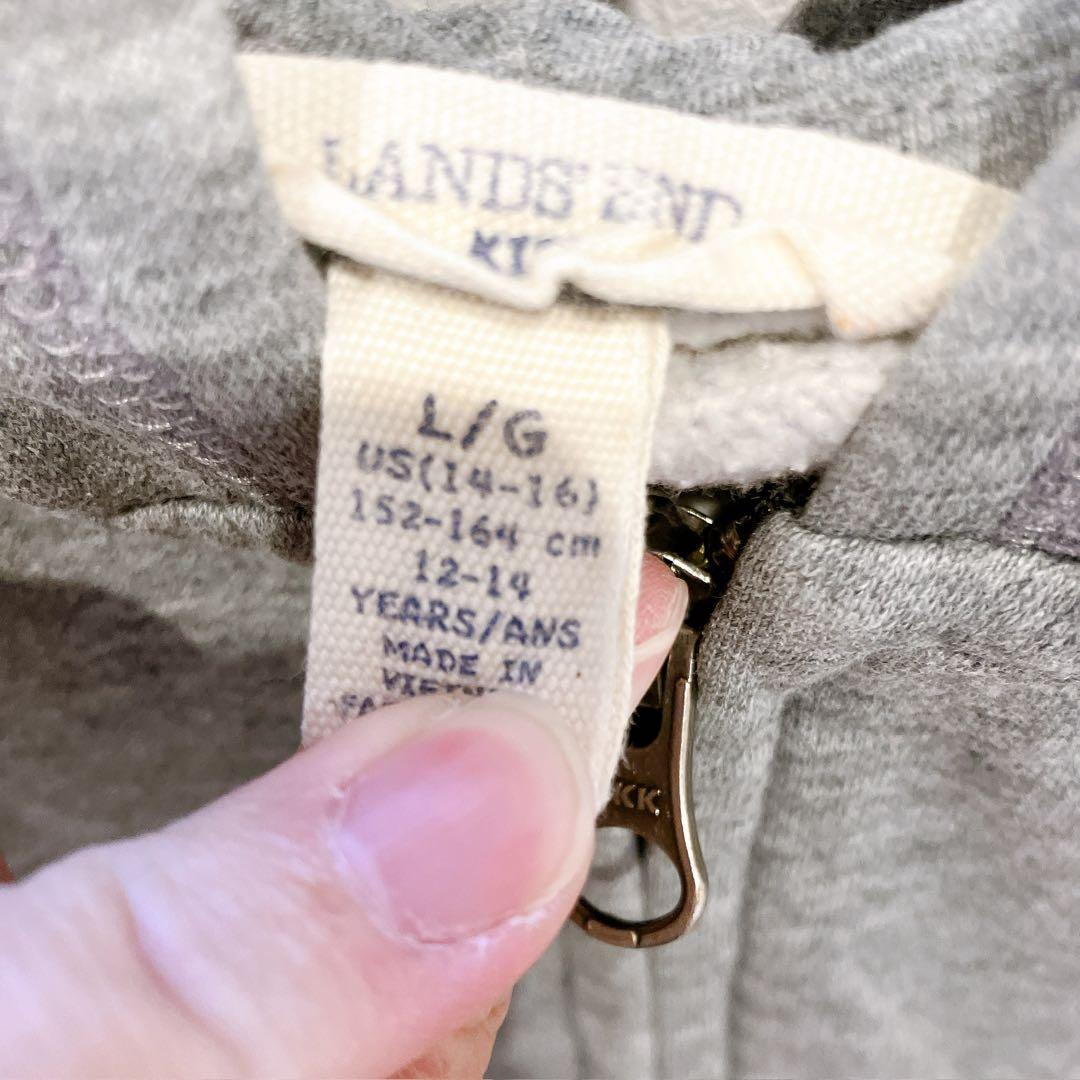 LANDS' END
L/G
US(14-16)
152-164 cm
12-14
YEARS/ANS
MADE IN